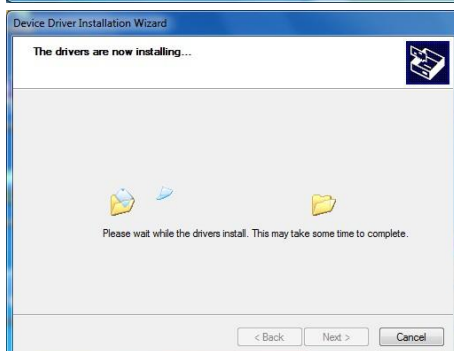 Device Driver Installation Wizard
The drivers are now installing...
Please wait while the drivers install. This may take some time to complete.
< Back
Next >
Cancel